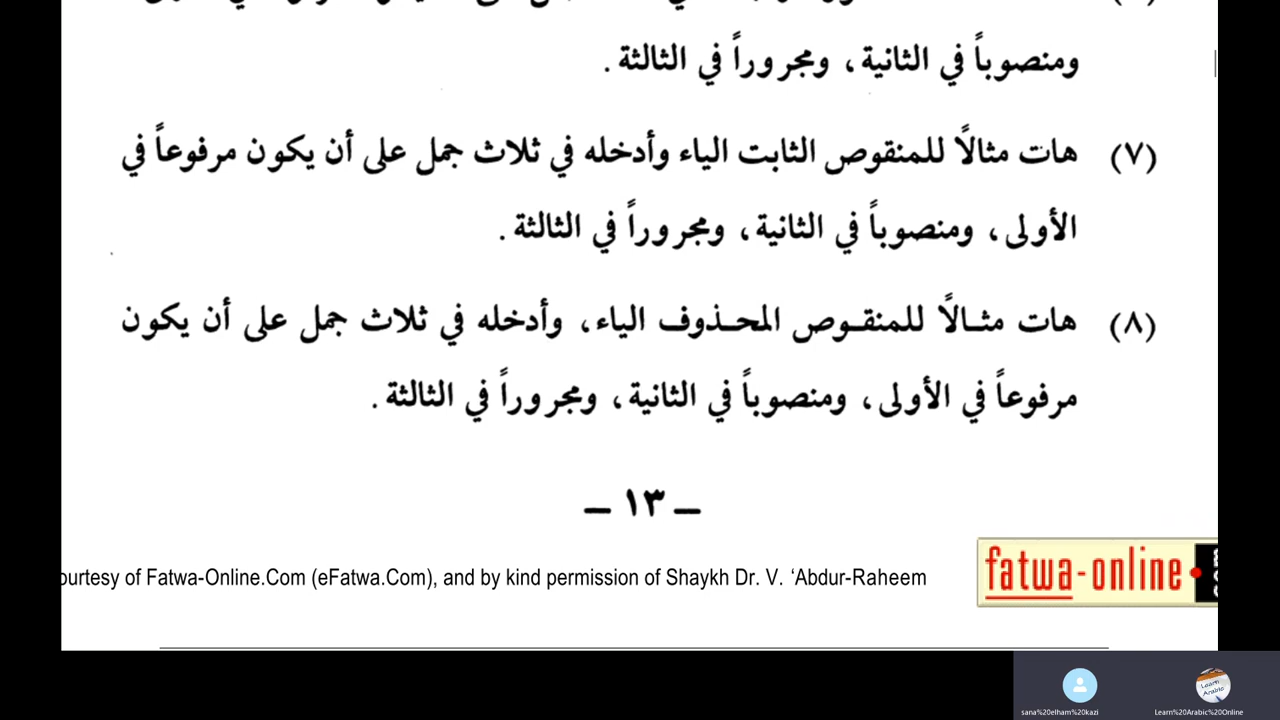 ومنصوباً في الثانية ، ومجروراً في الثالثة .
(٧) هات مثالاً للمنقوص الثابت الياء وأدخله في ثلاث جمل على أن يكون مرفوعاً في
الأولى ، ومنصوباً في الثانية ، ومجروراً في الثالثة .
(٨) هات مثـالاً للمنقـوص المحـذوف الياء ، وأدخله في ثلاث جمل على أن يكون
مرفوعاً في الأولى ، ومنصوباً في الثانية ، ومجروراً في الثالثة .
– ١٣ –
ourtesy of Fatwa-Online.Com (eFatwa.Com), and by kind permission of Shaykh Dr. V. ‘Abdur-Raheem
fatwa-online
sana%20elham%20kazi
Learn%20Arabic%20Online